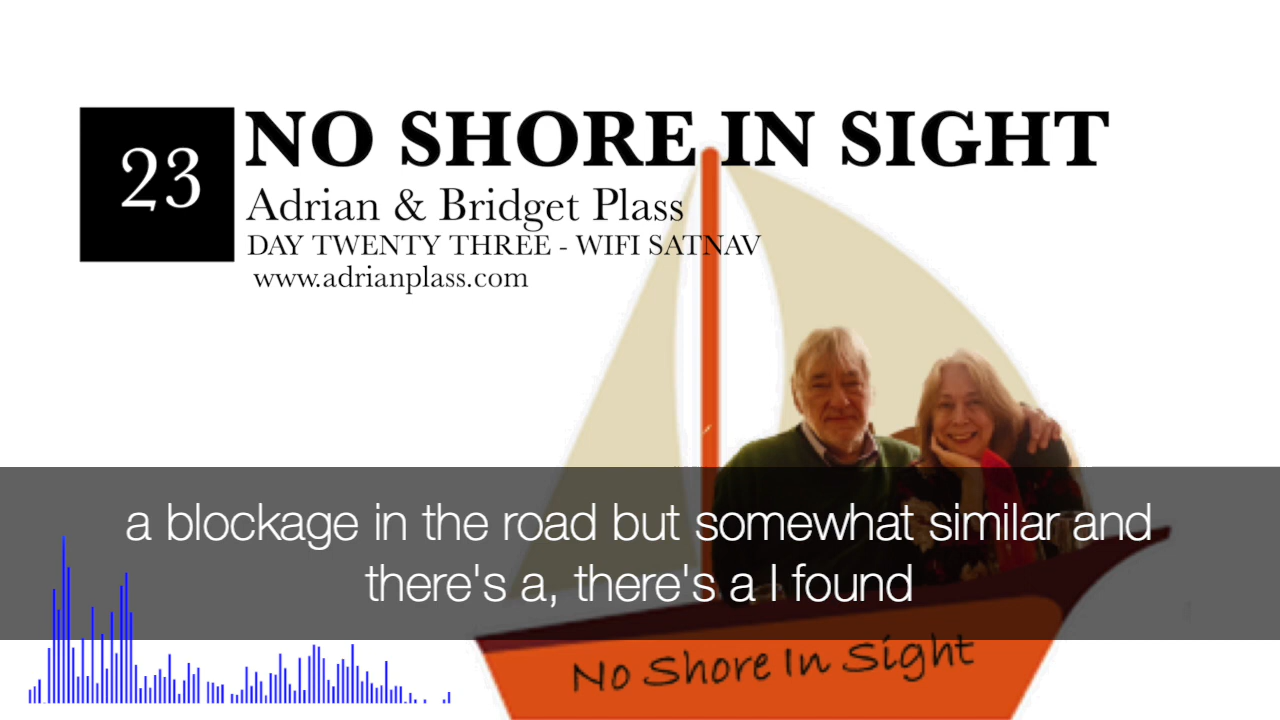 23
NO SHORE IN SIGHT
Adrian & Bridget Plass
DAY TWENTY THREE - WIFI SATNAV
www.adrianplass.com
a blockage in the road but somewhat similar and
there's a, there's a I found
No Shore In Sight